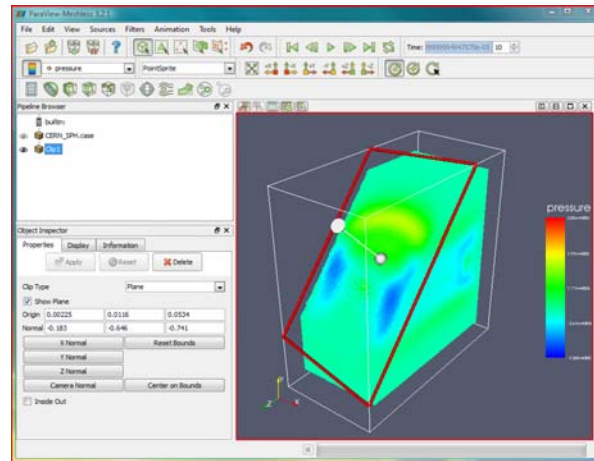 ParaView-Meshless 3.2.1
File Edit View Sources Filters Animation Tools Help
Time: 10
pressure PointSprite
Pipeline Browser
builtin:
CERN_SPH.case
Clip1
Object Inspector
Properties Display Information
Apply Reset Delete
Clip Type Plane
Show Plane
Origin 0.00225 0.0116 0.0534
Normal -0.183 -0.646 -0.741
X Normal Reset Bounds
Y Normal
Z Normal
Camera Normal Center on Bounds
Inside Out
pressure
Y
Z X